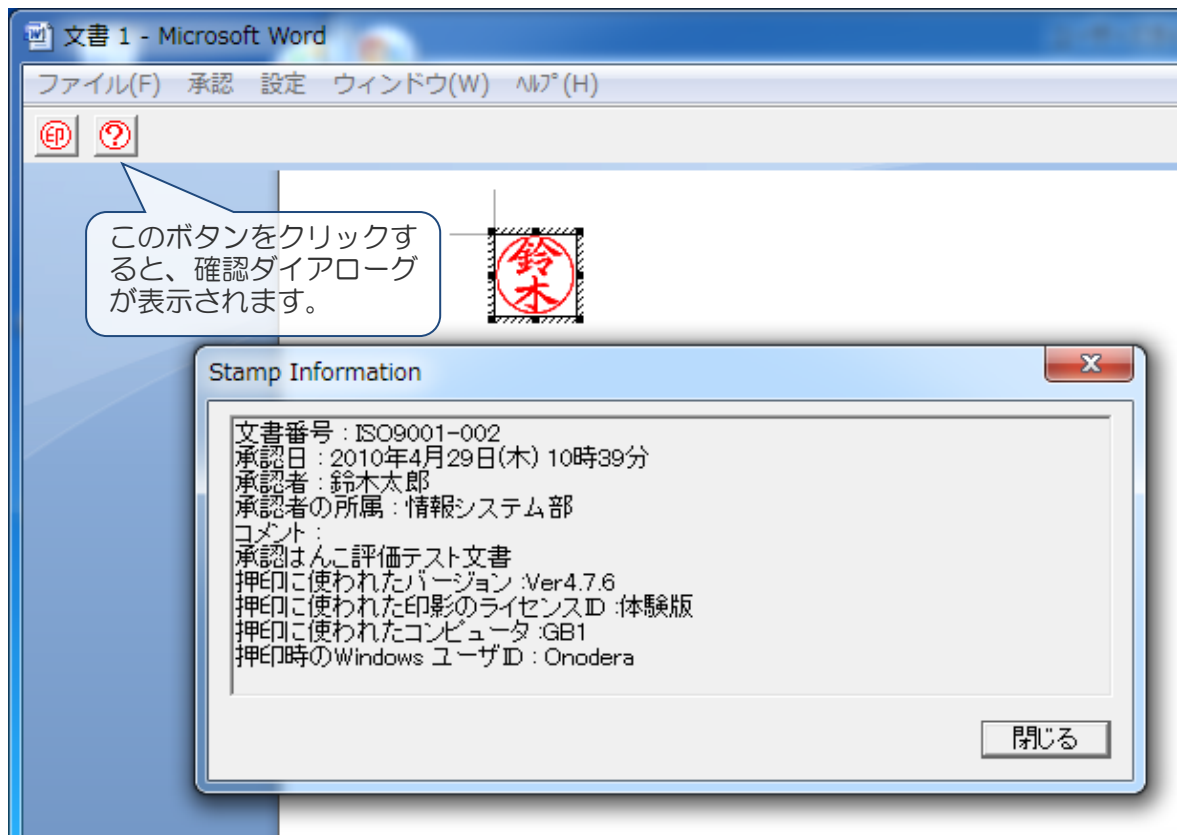 文書 1 - Microsoft Word
ファイル(F) 承認 設定 ウィンドウ(W) ヘルプ(H)
印 ?
このボタンをクリックす
ると、確認ダイアローグ
が表示されます。
鈴
木
Stamp Information
文書番号 : ISO9001-002
承認日 : 2010年4月29日(木) 10時39分
承認者 : 鈴木太郎
承認者の所属 : 情報システム部
コメント :
承認はんこ評価テスト文書
押印に使われたバージョン :Ver4.7.6
押印に使われた印影のライセンスID :体験版
押印に使われたコンピュータ :GB1
押印時のWindows ユーザID : Onodera
閉じる